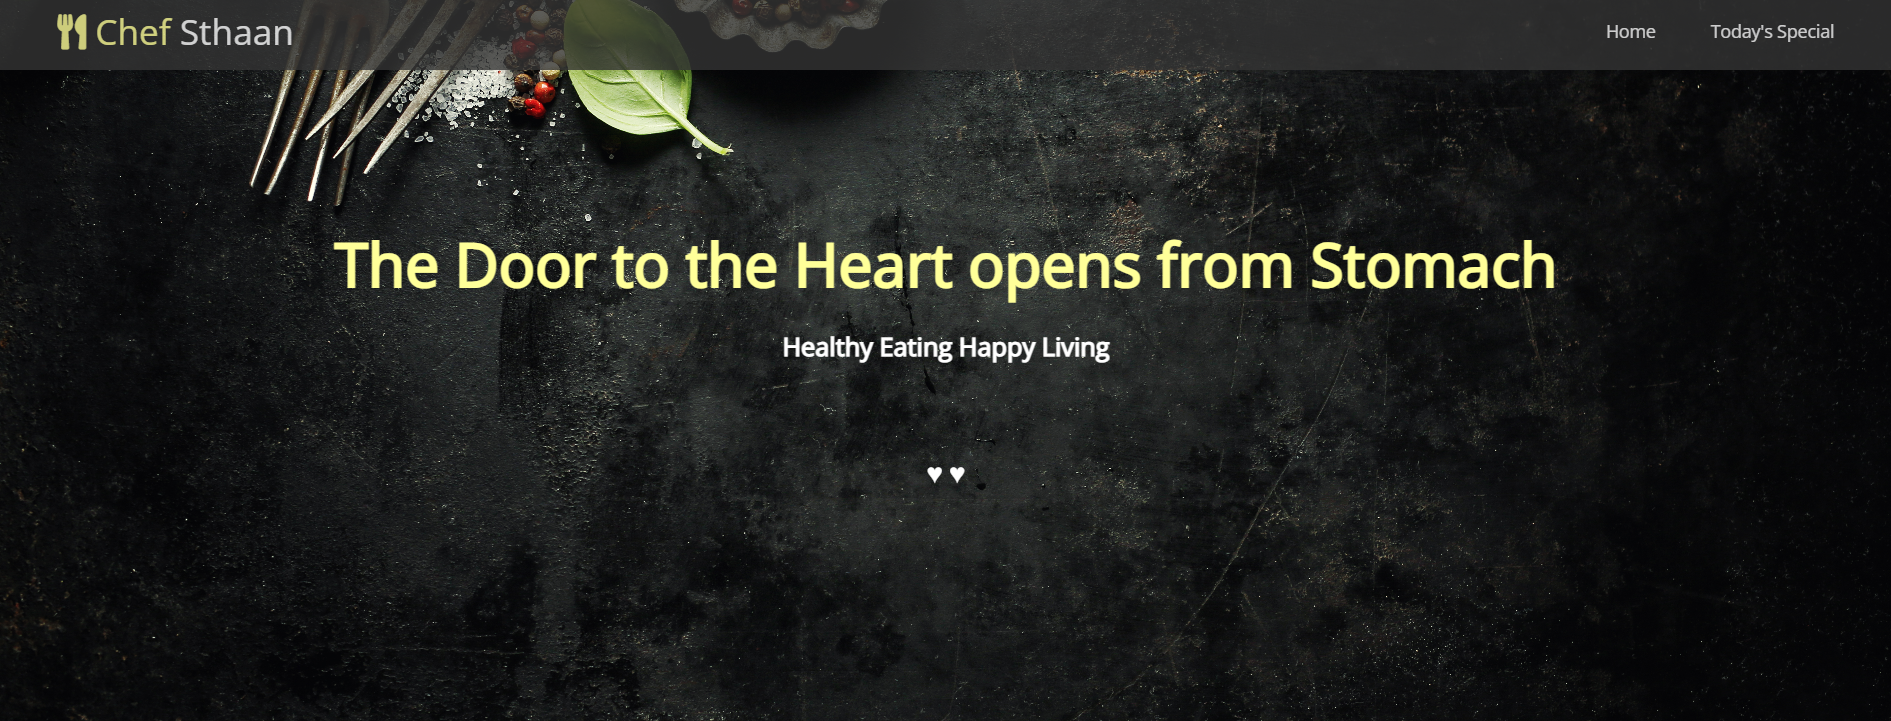 Chef Sthaan
Home
Today's Special
The Door to the Heart opens from Stomach
Healthy Eating Happy Living
♥ ♥